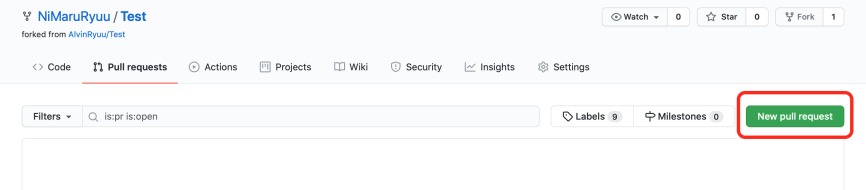 NiMaruRyuu / Test
Watch 0 Star 0 Fork 1
forked from AlvinRyuu/Test
Code Pull requests Actions Projects Wiki Security Insights Settings
Filters is:pr is:open Labels 9 Milestones 0 New pull request